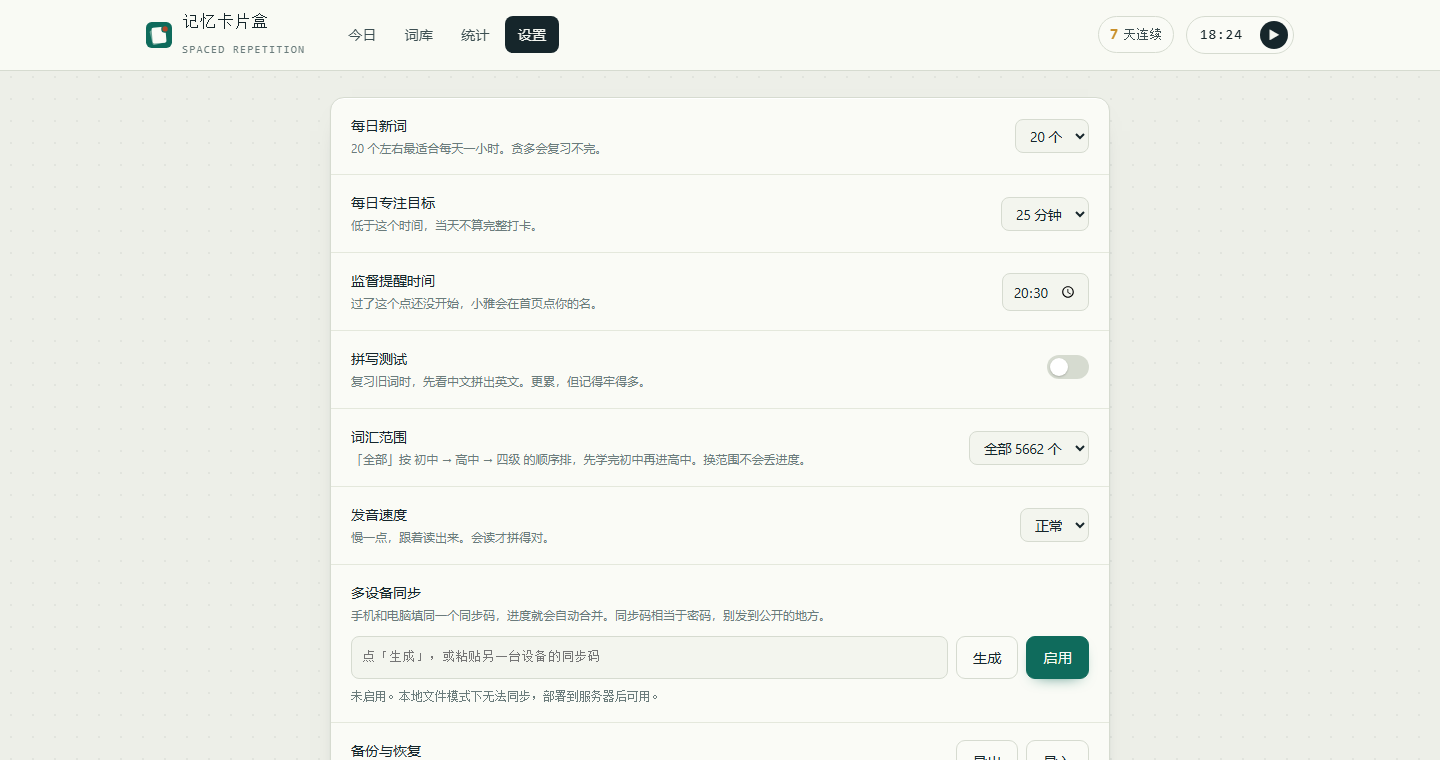 记忆卡片盒
SPACED REPETITION
今日 词库 统计 设置
7 天连续
18:24
每日新词
20 个左右最适合每天一小时。贪多会复习不完。
20 个
每日专注目标
低于这个时间，当天不算完整打卡。
25 分钟
监督提醒时间
过了这个点还没开始，小雅会在首页点你的名。
20:30
拼写测试
复习旧词时，先看中文拼出英文。更累，但记得牢得多。
词汇范围
「全部」按 初中 → 高中 → 四级 的顺序排，先学完初中再进高中。换范围不会丢进度。
全部 5662 个
发音速度
慢一点，跟着读出来。会读才拼得对。
正常
多设备同步
手机和电脑填同一个同步码，进度就会自动合并。同步码相当于密码，别发到公开的地方。
点「生成」，或粘贴另一台设备的同步码
生成
启用
未启用。本地文件模式下无法同步，部署到服务器后可用。
备份与恢复